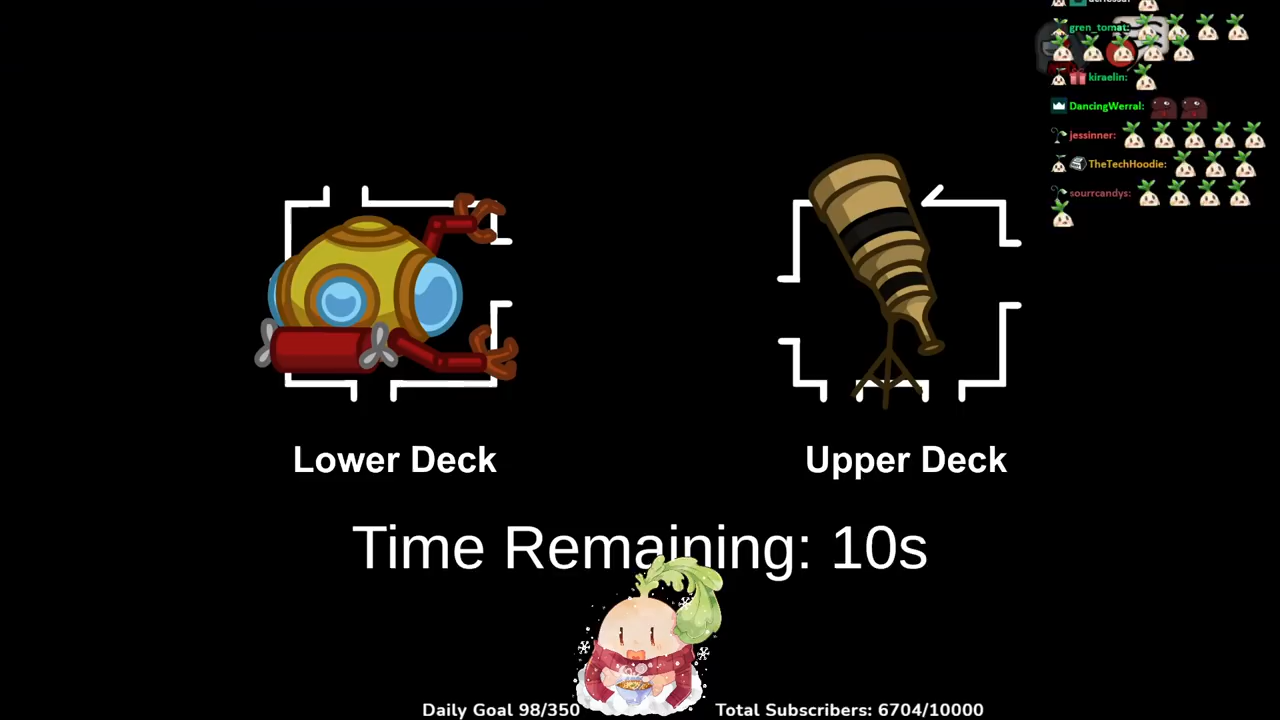 gren_tomat:
kiraelin:
DancingWerral:
jessinner:
TheTechHoodie:
sourrcandys:
Lower Deck
Upper Deck
Time Remaining: 10s
Daily Goal 98/350
Total Subscribers: 6704/10000